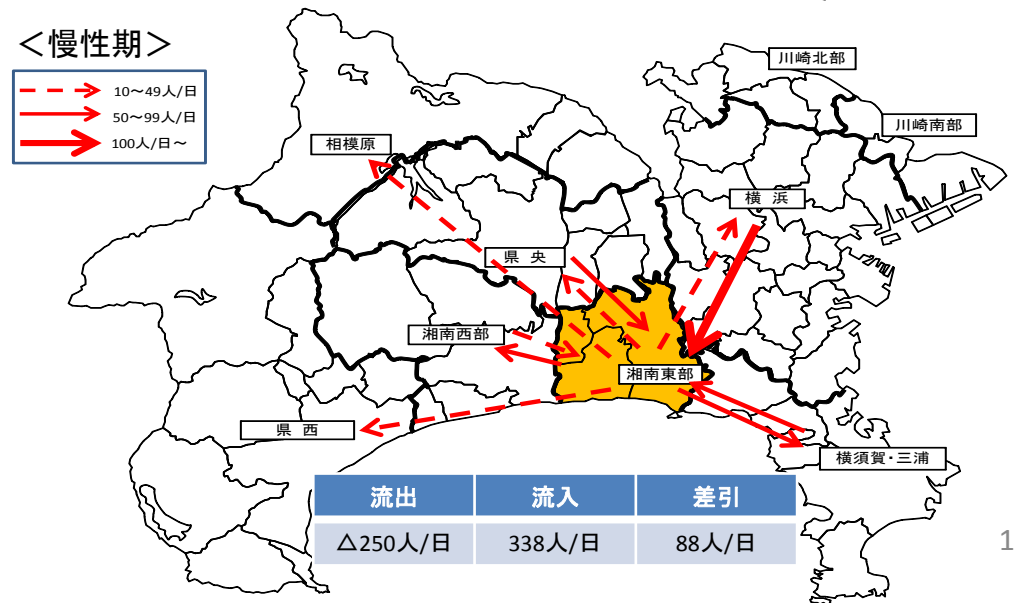 ＜慢性期＞
10～49人/日
50～99人/日
100人/日～
川崎北部
川崎南部
相模原
横 浜
県 央
湘南西部
湘南東部
県 西
横須賀・三浦
流出 流入 差引
△250人/日 338人/日 88人/日
1